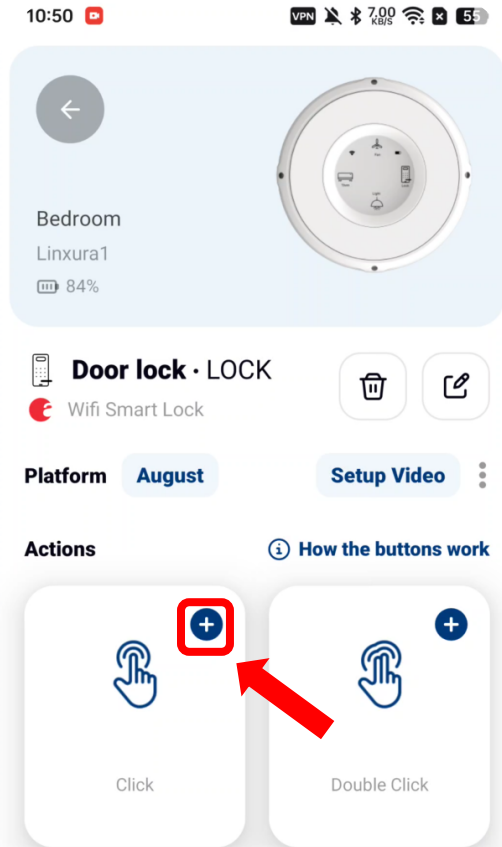 10:50
VPN 7.00 KB/S 55
Bedroom
Linxura1
84%
Door lock · LOCK
Wifi Smart Lock
Platform August Setup Video
Actions How the buttons work
Click Double Click